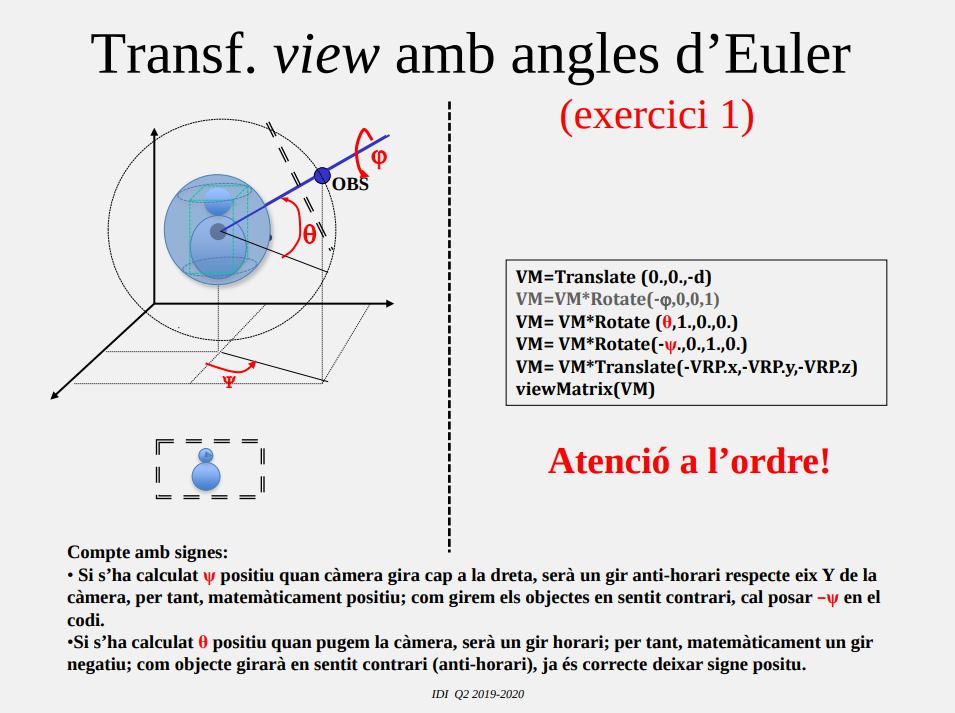 Transf. view amb angles d’Euler
(exercici 1)
φ
OBS
θ
Ψ
VM=Translate (0.,0.,-d)
VM=VM*Rotate(-φ,0,0,1)
VM= VM*Rotate (θ,1.,0.,0.)
VM= VM*Rotate(-ψ.,0.,1.,0.)
VM= VM*Translate(-VRP.x,-VRP.y,-VRP.z)
viewMatrix(VM)
Atenció a l’ordre!
Compte amb signes:
• Si s’ha calculat ψ positiu quan càmera gira cap a la dreta, serà un gir anti-horari respecte eix Y de la
càmera, per tant, matemàticament positiu; com girem els objectes en sentit contrari, cal posar –ψ en el
codi.
•Si s’ha calculat θ positiu quan pugem la càmera, serà un gir horari; per tant, matemàticament un gir
negatiu; com objecte girarà en sentit contrari (anti-horari), ja és correcte deixar signe positu.
IDI Q2 2019-2020